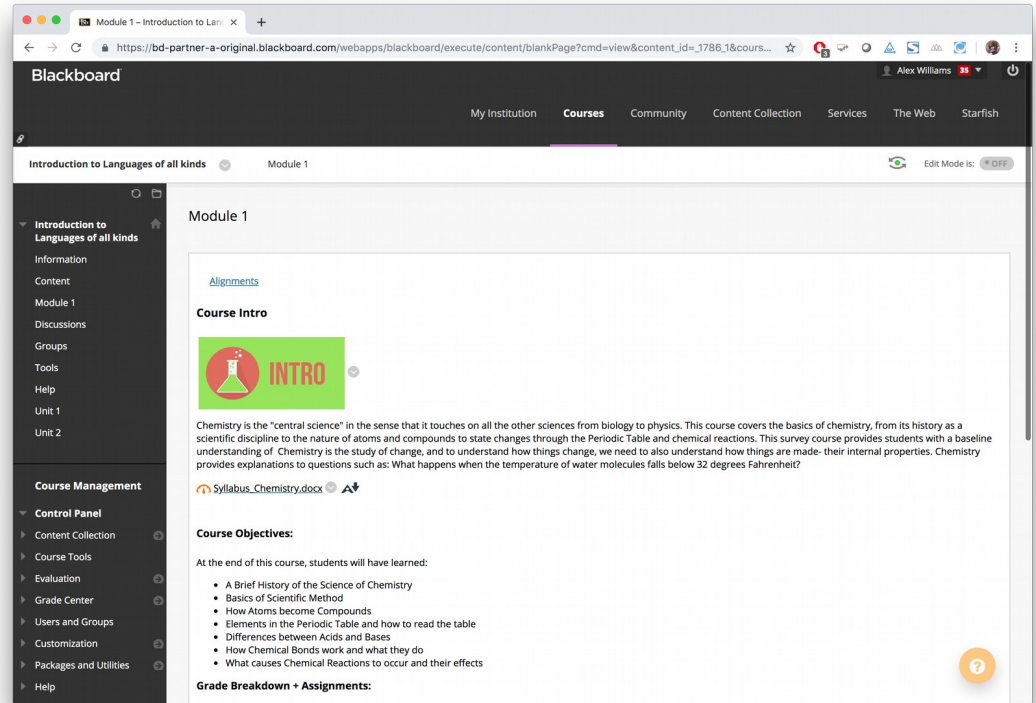 Bb Module 1 – Introduction to Lang
https://bd-partner-a-original.blackboard.com/webapps/blackboard/execute/content/blankPage?cmd=view&content_id=_1786_1&cours...
3
Blackboard
Alex Williams 35
My Institution Courses Community Content Collection Services The Web Starfish
Introduction to Languages of all kinds Module 1 Edit Mode is: OFF
Introduction to
Languages of all kinds
Information
Content
Module 1
Discussions
Groups
Tools
Help
Unit 1
Unit 2
Course Management
Control Panel
Content Collection
Course Tools
Evaluation
Grade Center
Users and Groups
Customization
Packages and Utilities
Help
Module 1
Alignments
Course Intro
INTRO
Chemistry is the "central science" in the sense that it touches on all the other sciences from biology to physics. This course covers the basics of chemistry, from its history as a
scientific discipline to the nature of atoms and compounds to state changes through the Periodic Table and chemical reactions. This survey course provides students with a baseline
understanding of Chemistry is the study of change, and to understand how things change, we need to also understand how things are made- their internal properties. Chemistry
provides explanations to questions such as: What happens when the temperature of water molecules falls below 32 degrees Fahrenheit?
Syllabus_Chemistry.docx A
Course Objectives:
At the end of this course, students will have learned:
• A Brief History of the Science of Chemistry
• Basics of Scientific Method
• How Atoms become Compounds
• Elements in the Periodic Table and how to read the table
• Differences between Acids and Bases
• How Chemical Bonds work and what they do
• What causes Chemical Reactions to occur and their effects
Grade Breakdown + Assignments:
?